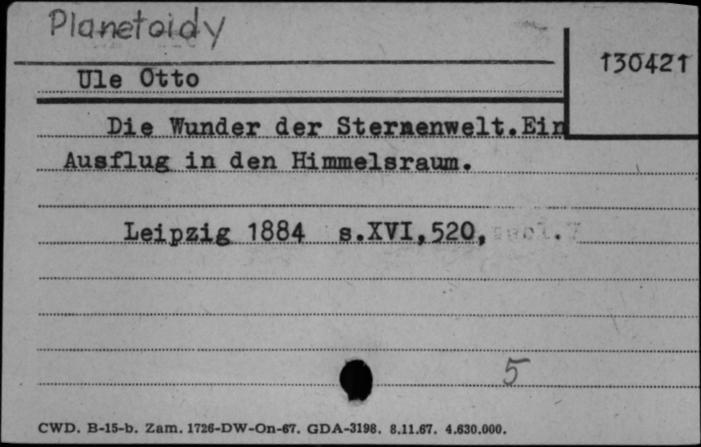 Planetoidy
130421
Ule Otto
Die Wunder der Sternenwelt.Ein
Ausflug in den Himmelsraum.
Leipzig 1884 s.XVI,520,
5
CWD. B-15-b. Zam. 1726-DW-On-67. GDA-3198. 8.11.67. 4.630.000.